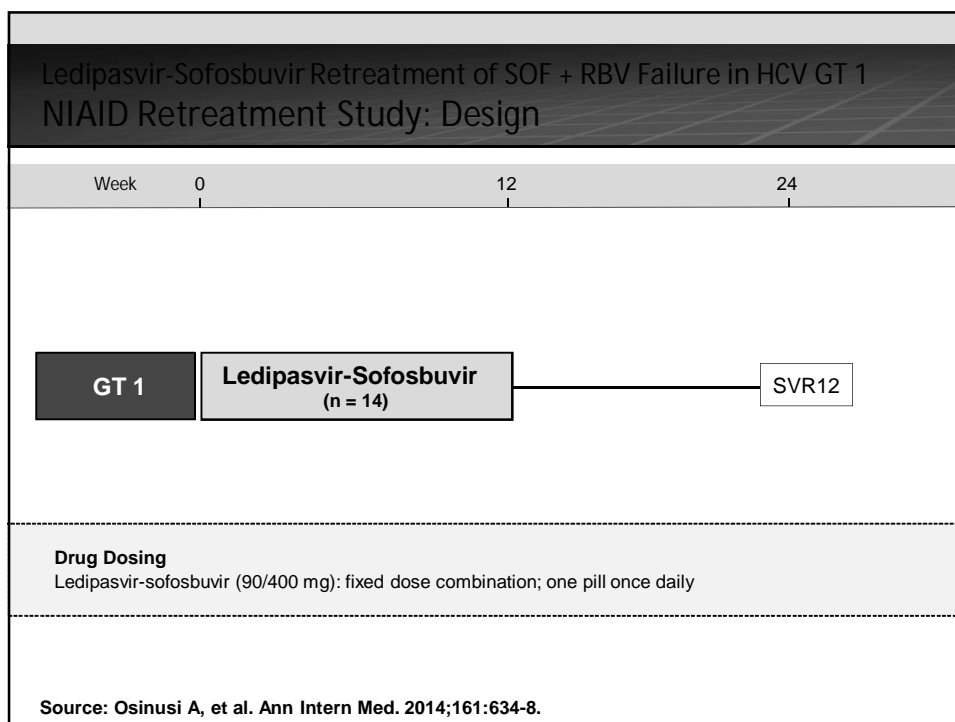 Ledipasvir-Sofosbuvir Retreatment of SOF + RBV Failure in HCV GT 1
NIAID Retreatment Study: Design
Week 0 12 24
GT 1
Ledipasvir-Sofosbuvir
(n = 14)
SVR12
Drug Dosing
Ledipasvir-sofosbuvir (90/400 mg): fixed dose combination; one pill once daily
Source: Osinusi A, et al. Ann Intern Med. 2014;161:634-8.